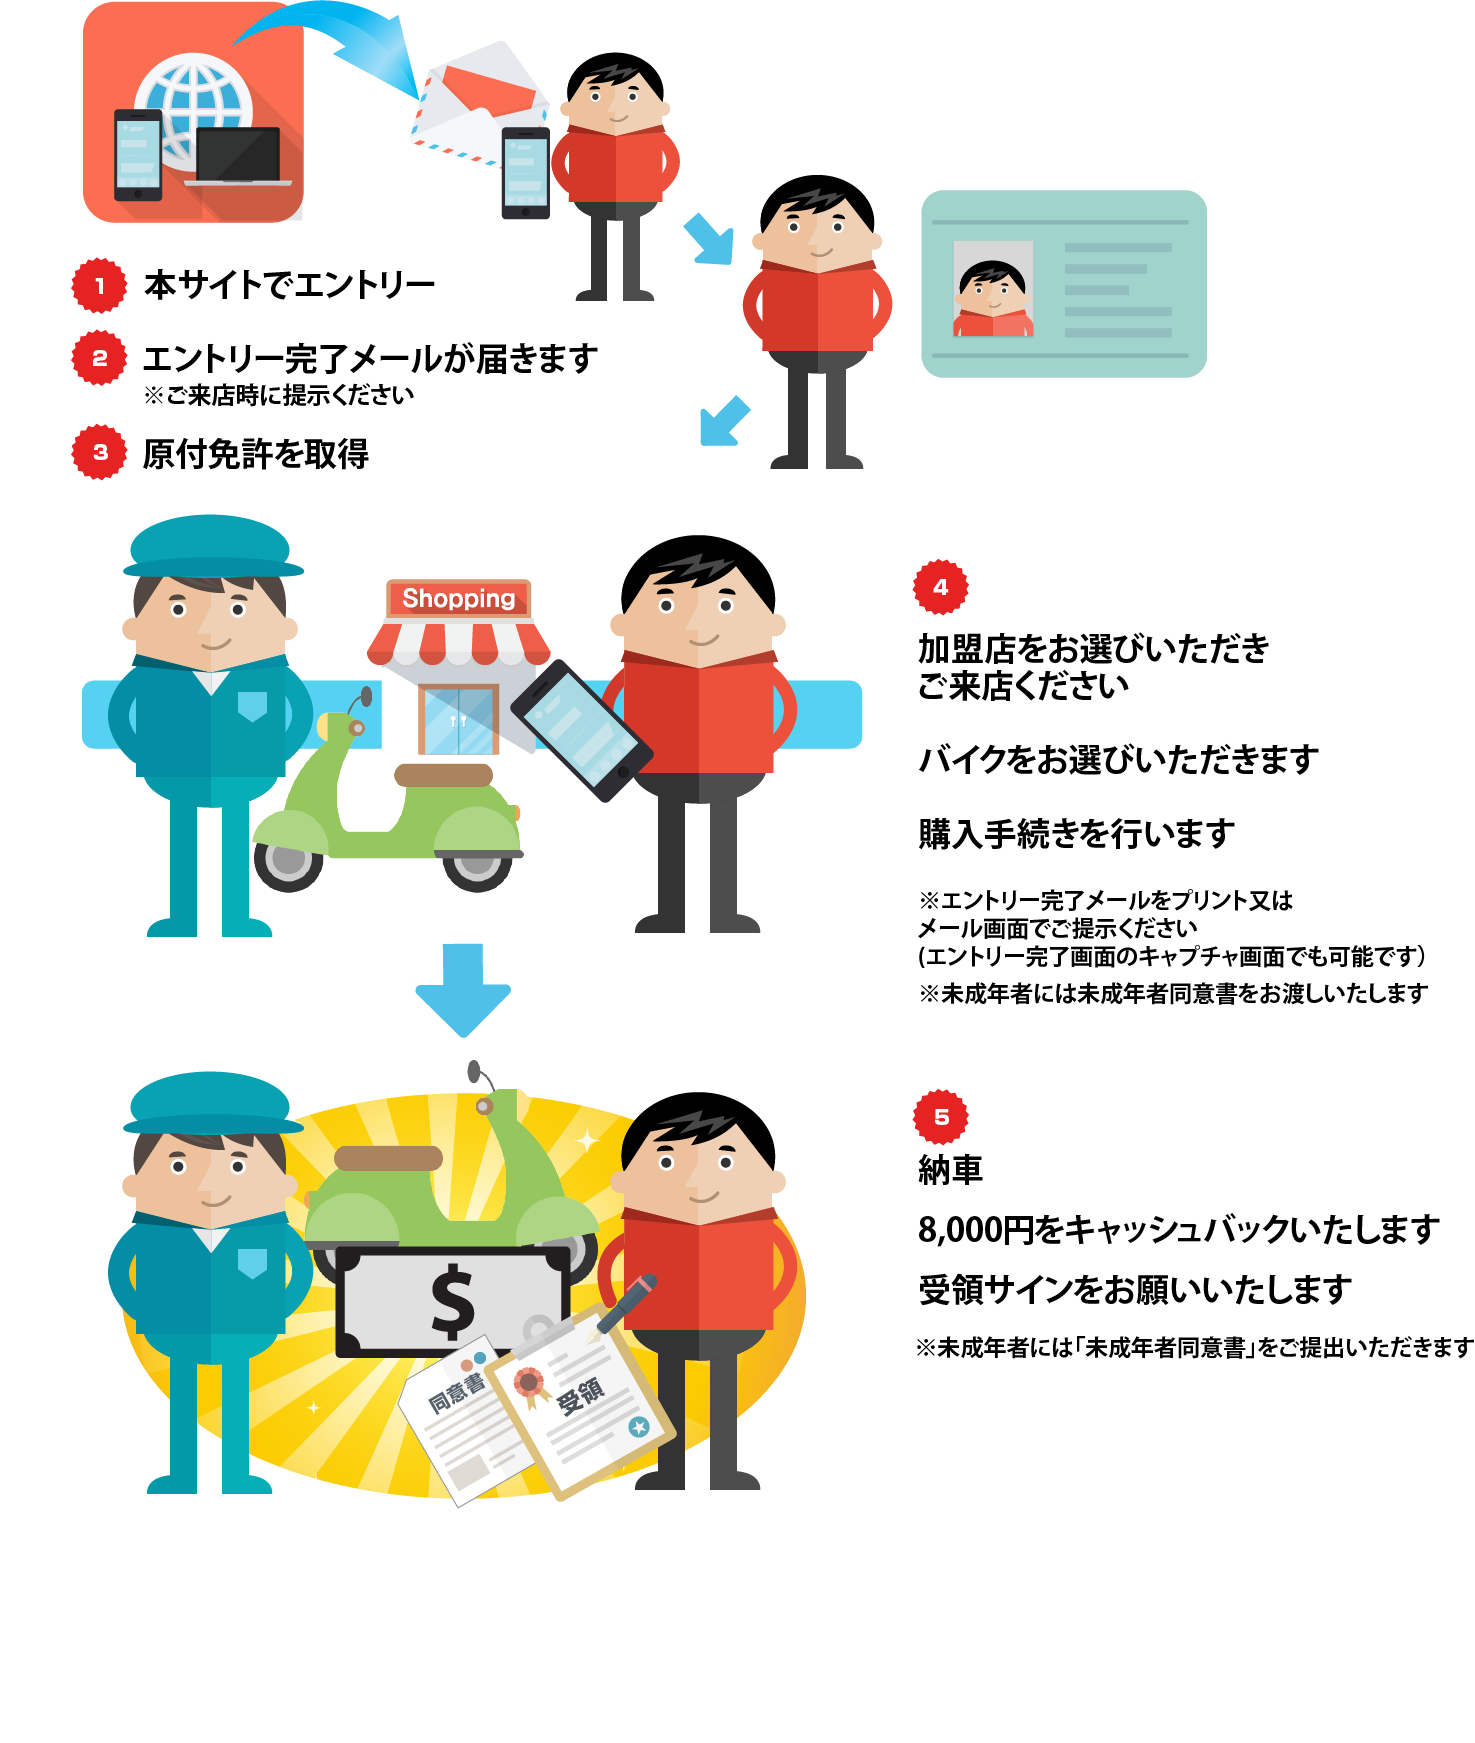 1 本サイトでエントリー
2 エントリー完了メールが届きます
※ご来店時に提示ください
3 原付免許を取得
Shopping
4
加盟店をお選びいただき
ご来店ください
バイクをお選びいただきます
購入手続きを行います
※エントリー完了メールをプリント又は
メール画面でご提示ください
(エントリー完了画面のキャプチャ画面でも可能です）
※未成年者には未成年者同意書をお渡しいたします
5
納車
8,000円をキャッシュバックいたします
受領サインをお願いいたします
※未成年者には「未成年者同意書」をご提出いただきます
$
同意書
受領